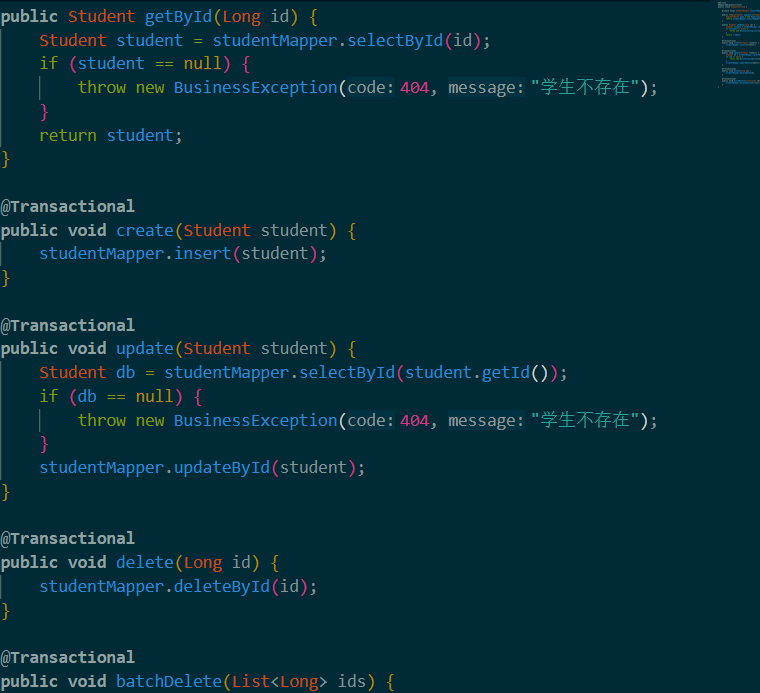 public Student getById(Long id) {
    Student student = studentMapper.selectById(id);
    if (student == null) {
        throw new BusinessException(code: 404, message: "学生不存在");
    }
    return student;
}

@Transactional
public void create(Student student) {
    studentMapper.insert(student);
}

@Transactional
public void update(Student student) {
    Student db = studentMapper.selectById(student.getId());
    if (db == null) {
        throw new BusinessException(code: 404, message: "学生不存在");
    }
    studentMapper.updateById(student);
}

@Transactional
public void delete(Long id) {
    studentMapper.deleteById(id);
}

@Transactional
public void batchDelete(List<Long> ids) {